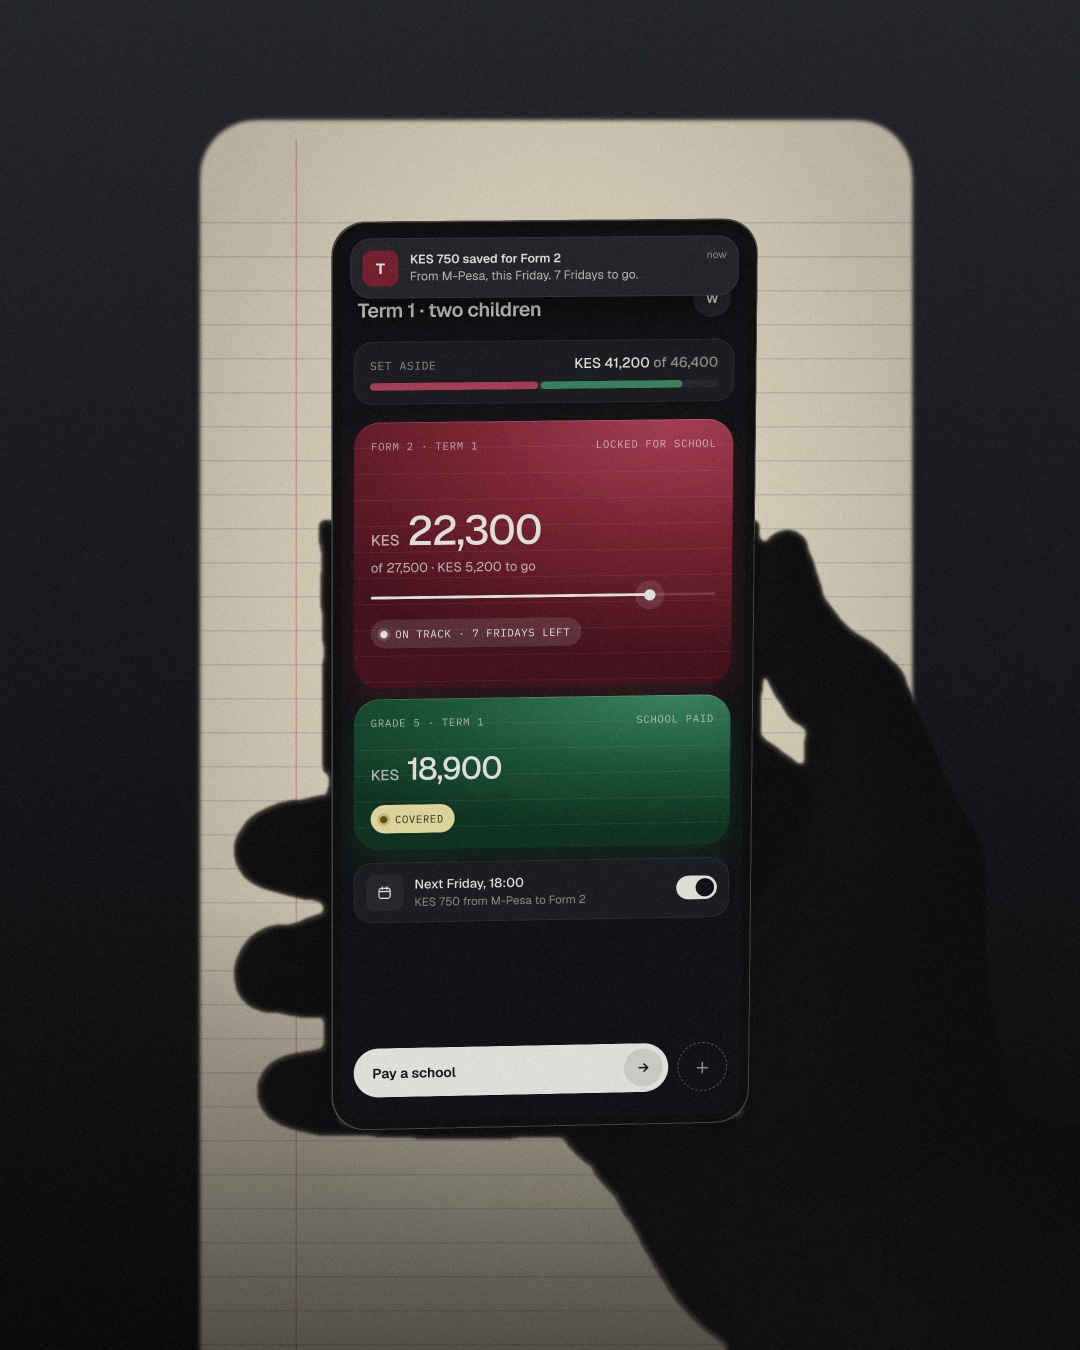 T
KES 750 saved for Form 2
now
From M-Pesa, this Friday. 7 Fridays to go.
W
Term 1 · two children
SET ASIDE
KES 41,200 of 46,400
FORM 2 · TERM 1
LOCKED FOR SCHOOL
KES 22,300
of 27,500 · KES 5,200 to go
ON TRACK · 7 FRIDAYS LEFT
GRADE 5 · TERM 1
SCHOOL PAID
KES 18,900
COVERED
Next Friday, 18:00
KES 750 from M-Pesa to Form 2
Pay a school